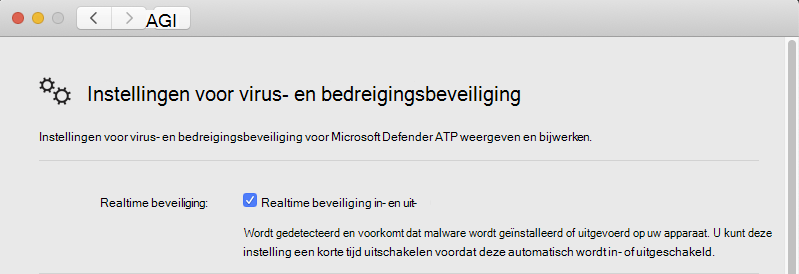 AGI
Instellingen voor virus- en bedreigingsbeveiliging
Instellingen voor virus- en bedreigingsbeveiliging voor Microsoft Defender ATP weergeven en bijwerken.
Realtime beveiliging: Realtime beveiliging in- en uit-
Wordt gedetecteerd en voorkomt dat malware wordt geïnstalleerd of uitgevoerd op uw apparaat. U kunt deze
instelling een korte tijd uitschakelen voordat deze automatisch wordt in- of uitgeschakeld.